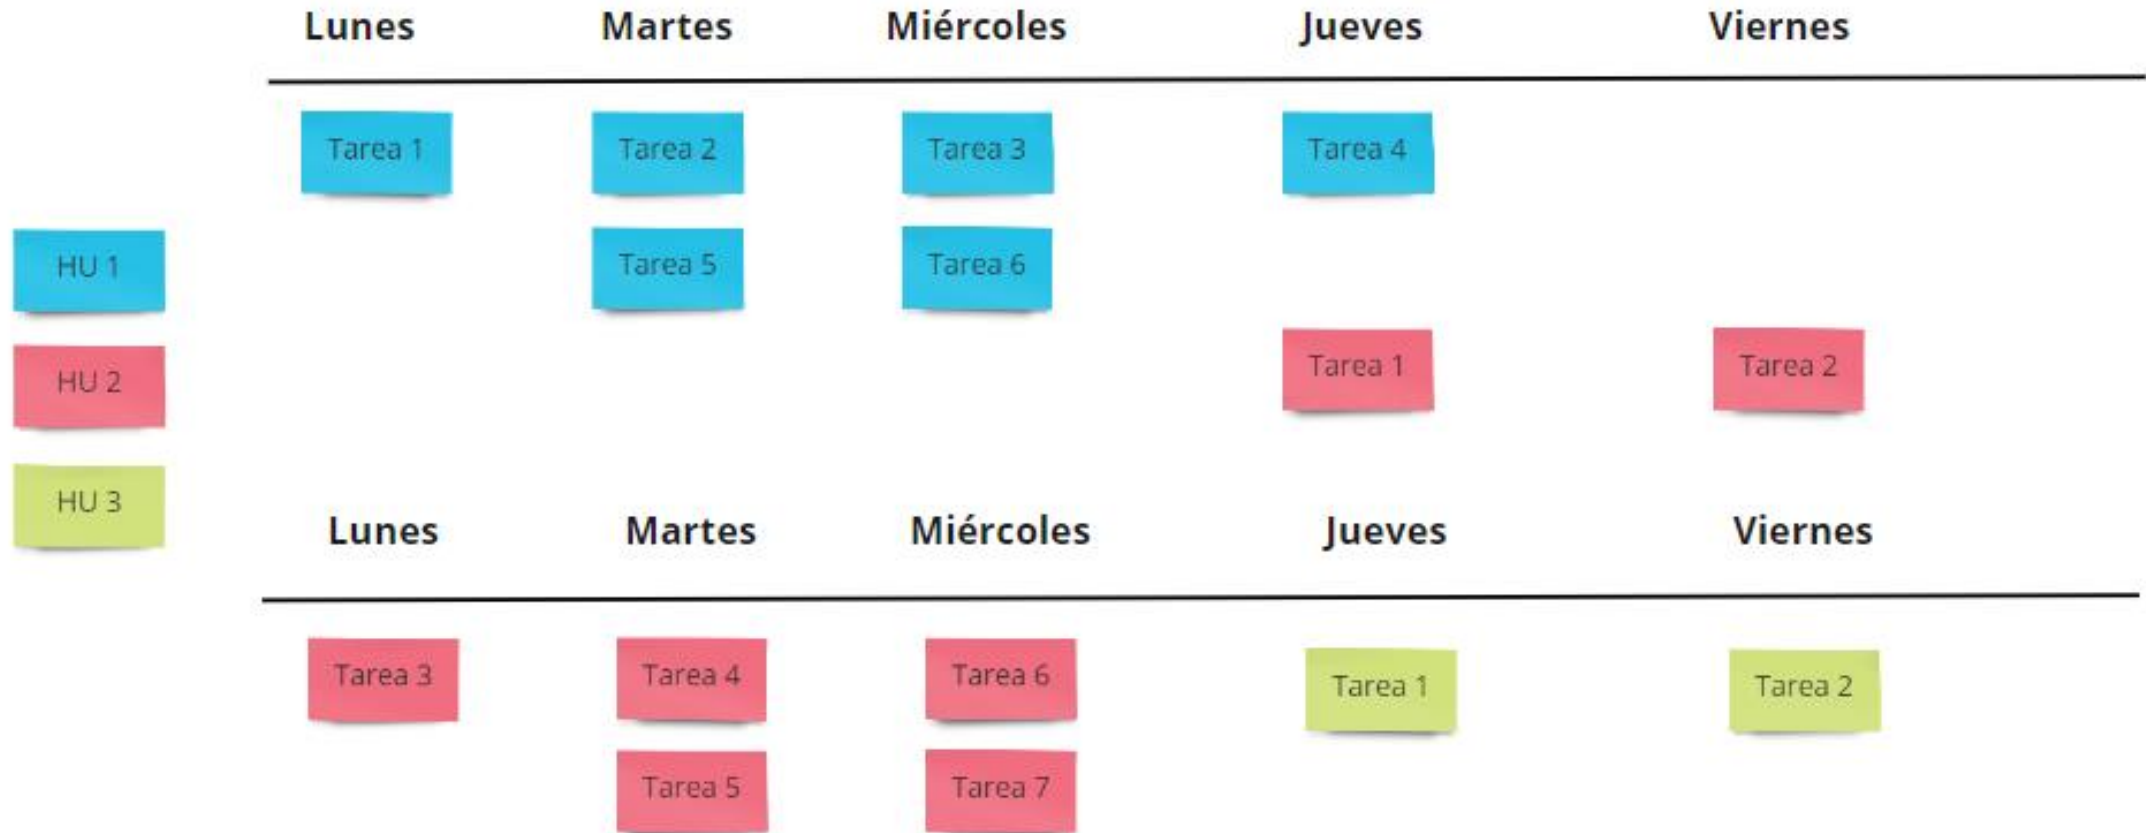 Lunes Martes Miércoles Jueves Viernes
Tarea 1 Tarea 2 Tarea 3 Tarea 4
HU 1 Tarea 5 Tarea 6
HU 2 Tarea 1 Tarea 2
HU 3
Lunes Martes Miércoles Jueves Viernes
Tarea 3 Tarea 4 Tarea 6 Tarea 1 Tarea 2
Tarea 5 Tarea 7